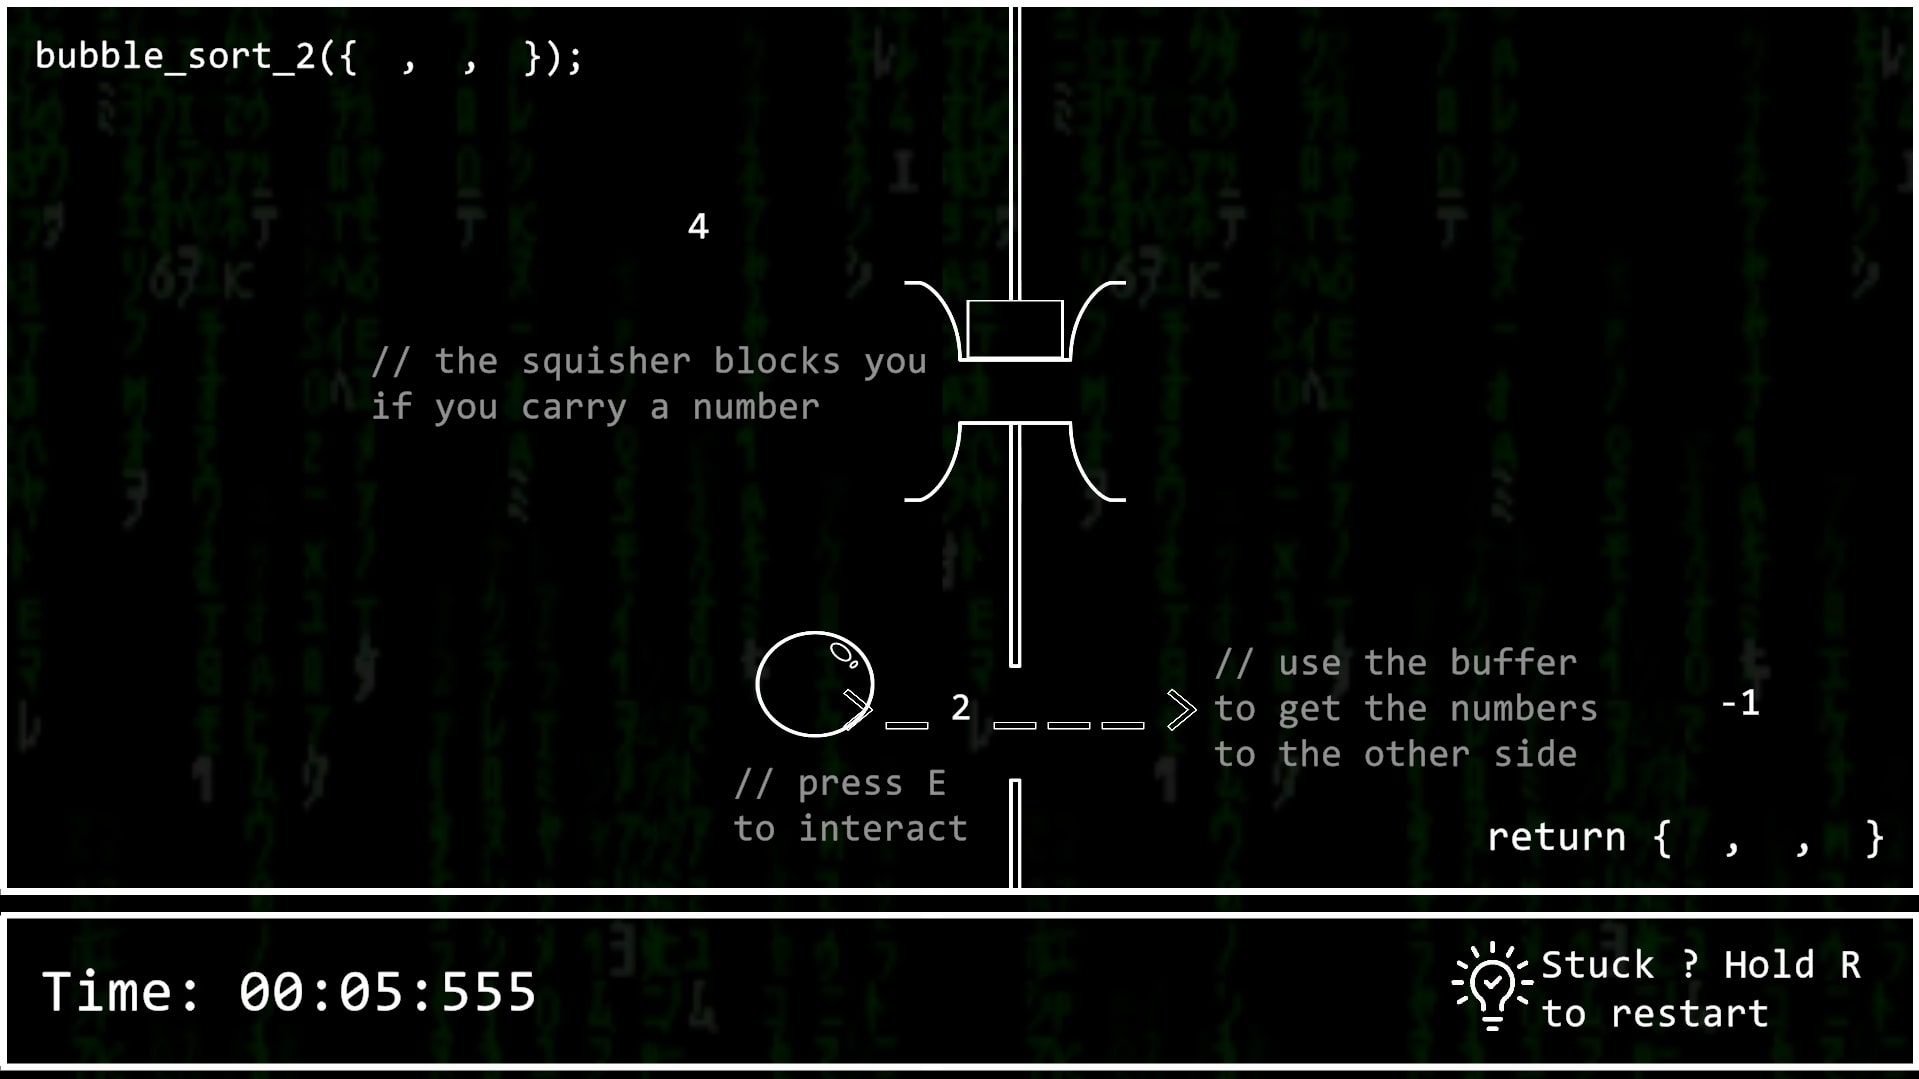 bubble_sort_2({  ,  ,  });
4
// the squisher blocks you
if you carry a number
2
// press E
to interact
// use the buffer
to get the numbers
to the other side
-1
return {  ,  ,  }
Time: 00:05:555
Stuck ? Hold R
to restart